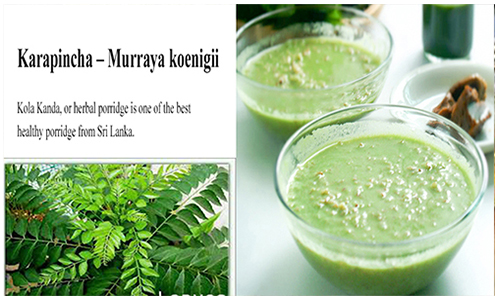 Karapincha – Murraya koenigii
Kola Kanda, or herbal porridge is one of the best
healthy porridge from Sri Lanka.